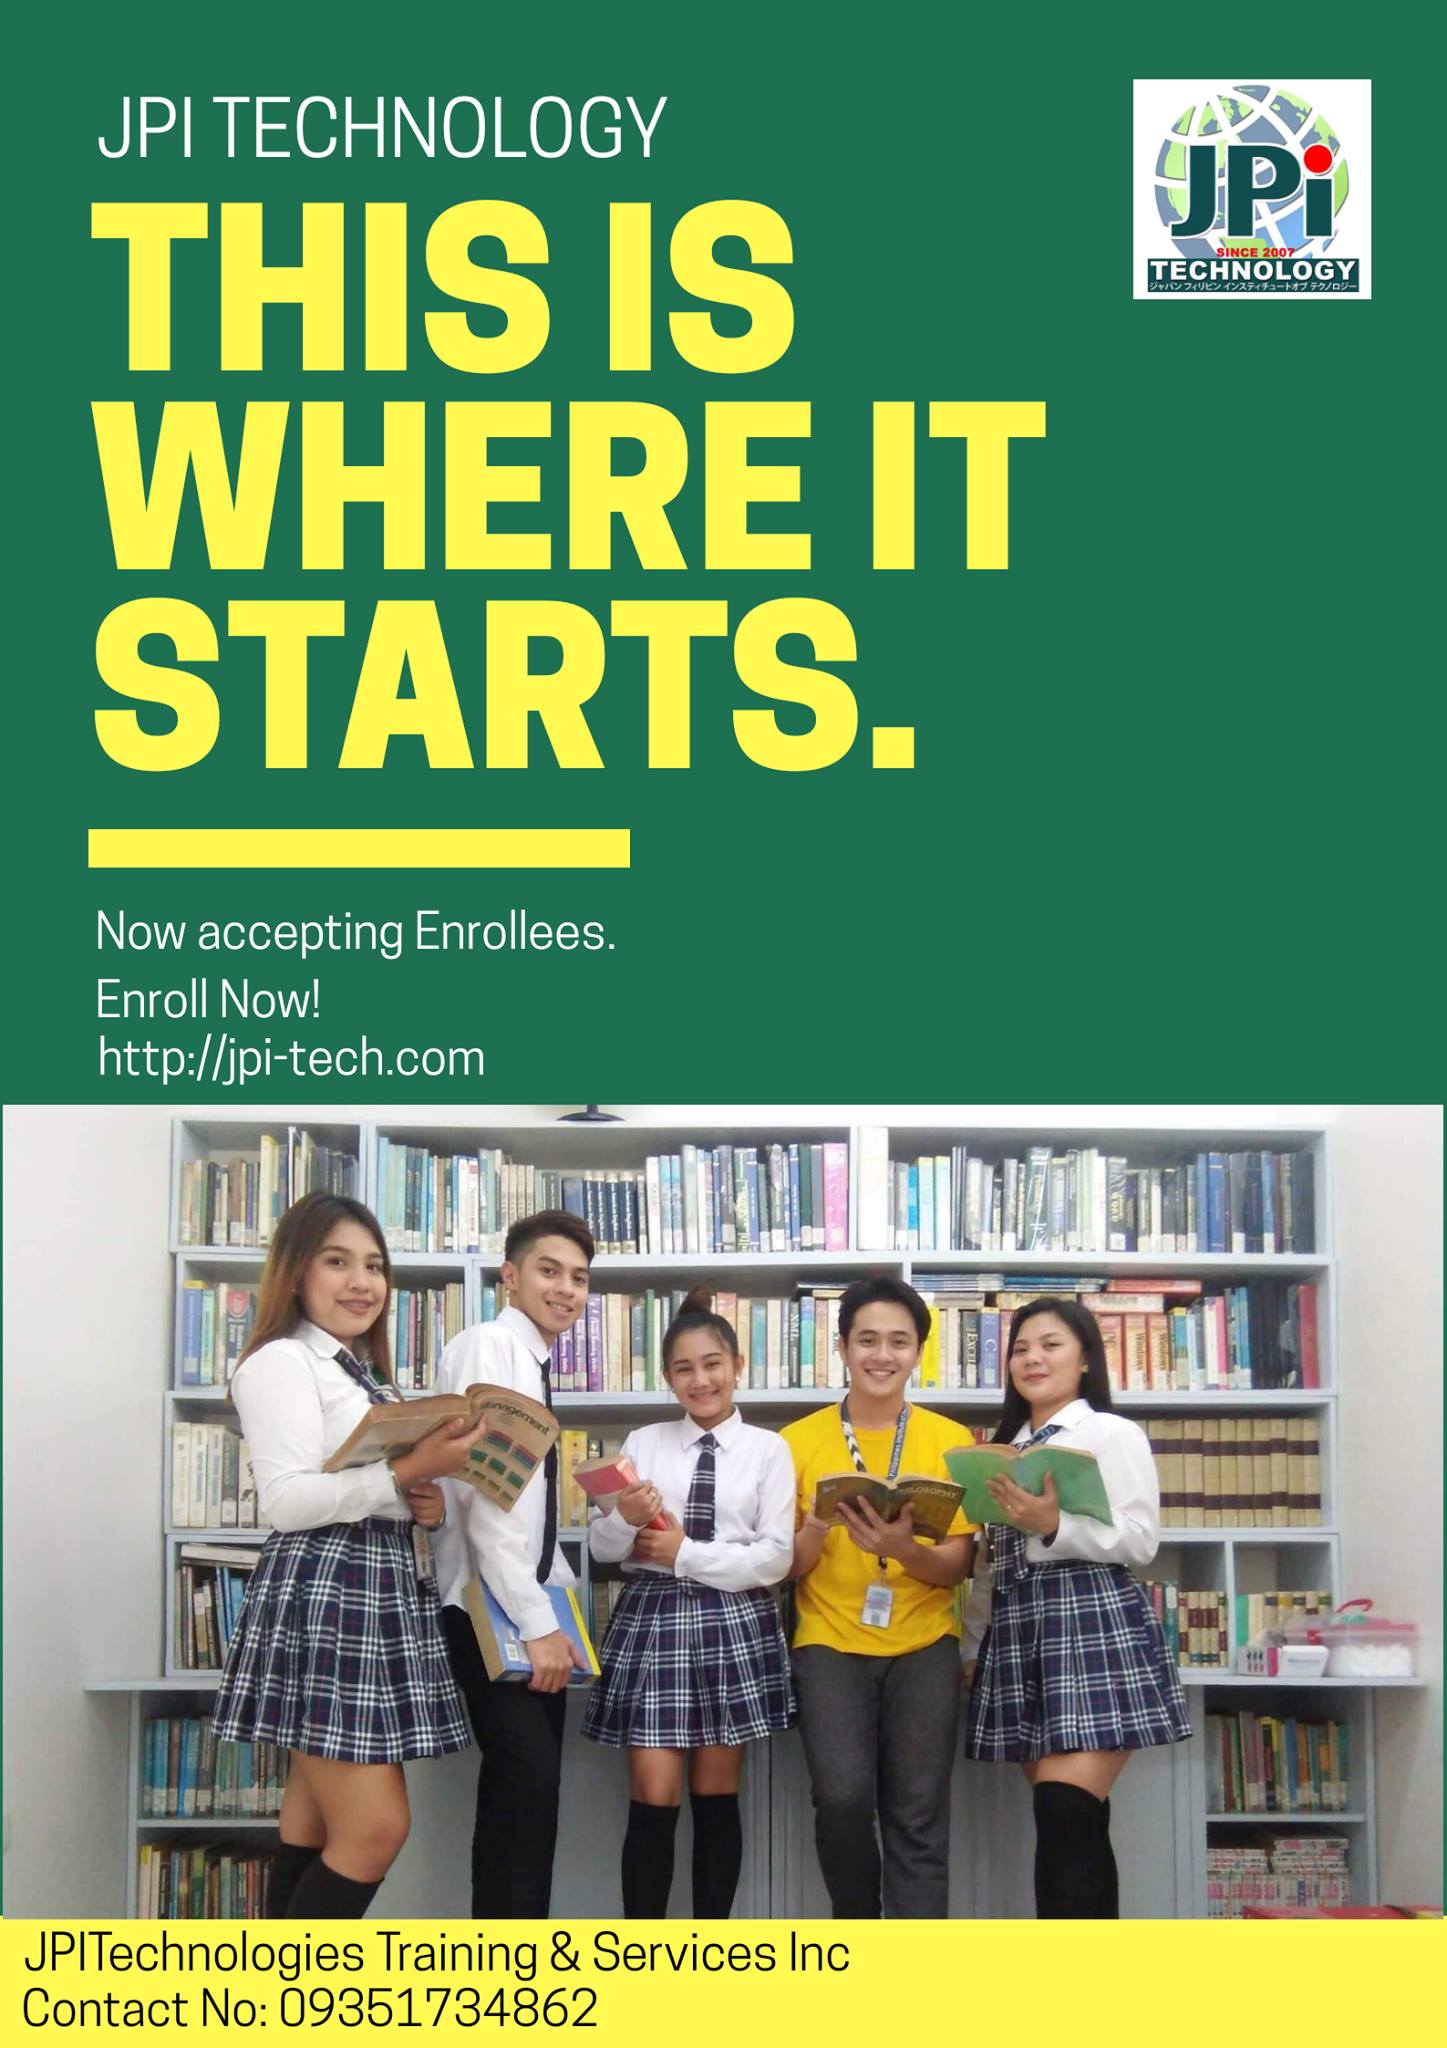 JPI TECHNOLOGY
THIS IS
WHERE IT
STARTS.
JPi
SINCE 2007
TECHNOLOGY
ジャパン フィリピン インスティチュートオブ テクノロジー
Now accepting Enrollees.
Enroll Now!
http://jpi-tech.com
Management
PHILOSOPHY
JPITechnologies Training & Services Inc
Contact No: 09351734862